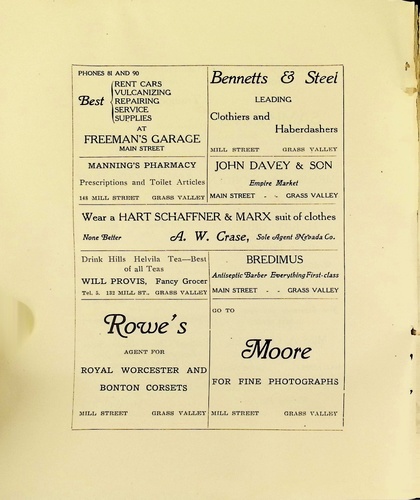 PHONES 81 AND 90
Best
RENT CARS
VULCANIZING
REPAIRING
SERVICE
SUPPLIES
AT
FREEMAN'S GARAGE
MAIN STREET
Bennetts & Steel
LEADING
Clothiers and
Haberdashers
MILL STREET GRASS VALLEY
MANNING'S PHARMACY
Prescriptions and Toilet Articles
148 MILL STREET GRASS VALLEY
JOHN DAVEY & SON
Empire Market
MAIN STREET - - GRASS VALLEY
Wear a HART SCHAFFNER & MARX suit of clothes
None Better A. W. Crase, Sole Agent Nevada Co.
Drink Hills Helvila Tea—Best
of all Teas
WILL PROVIS, Fancy Grocer
Tel. 5. 152 MILL ST., GRASS VALLEY
BREDIMUS
Antiseptic Barber Everything First-class
MAIN STREET - - GRASS VALLEY
Rowe's
AGENT FOR
ROYAL WORCESTER AND
BONTON CORSETS
MILL STREET GRASS VALLEY
GO TO
Moore
FOR FINE PHOTOGRAPHS
MILL STREET GRASS VALLEY